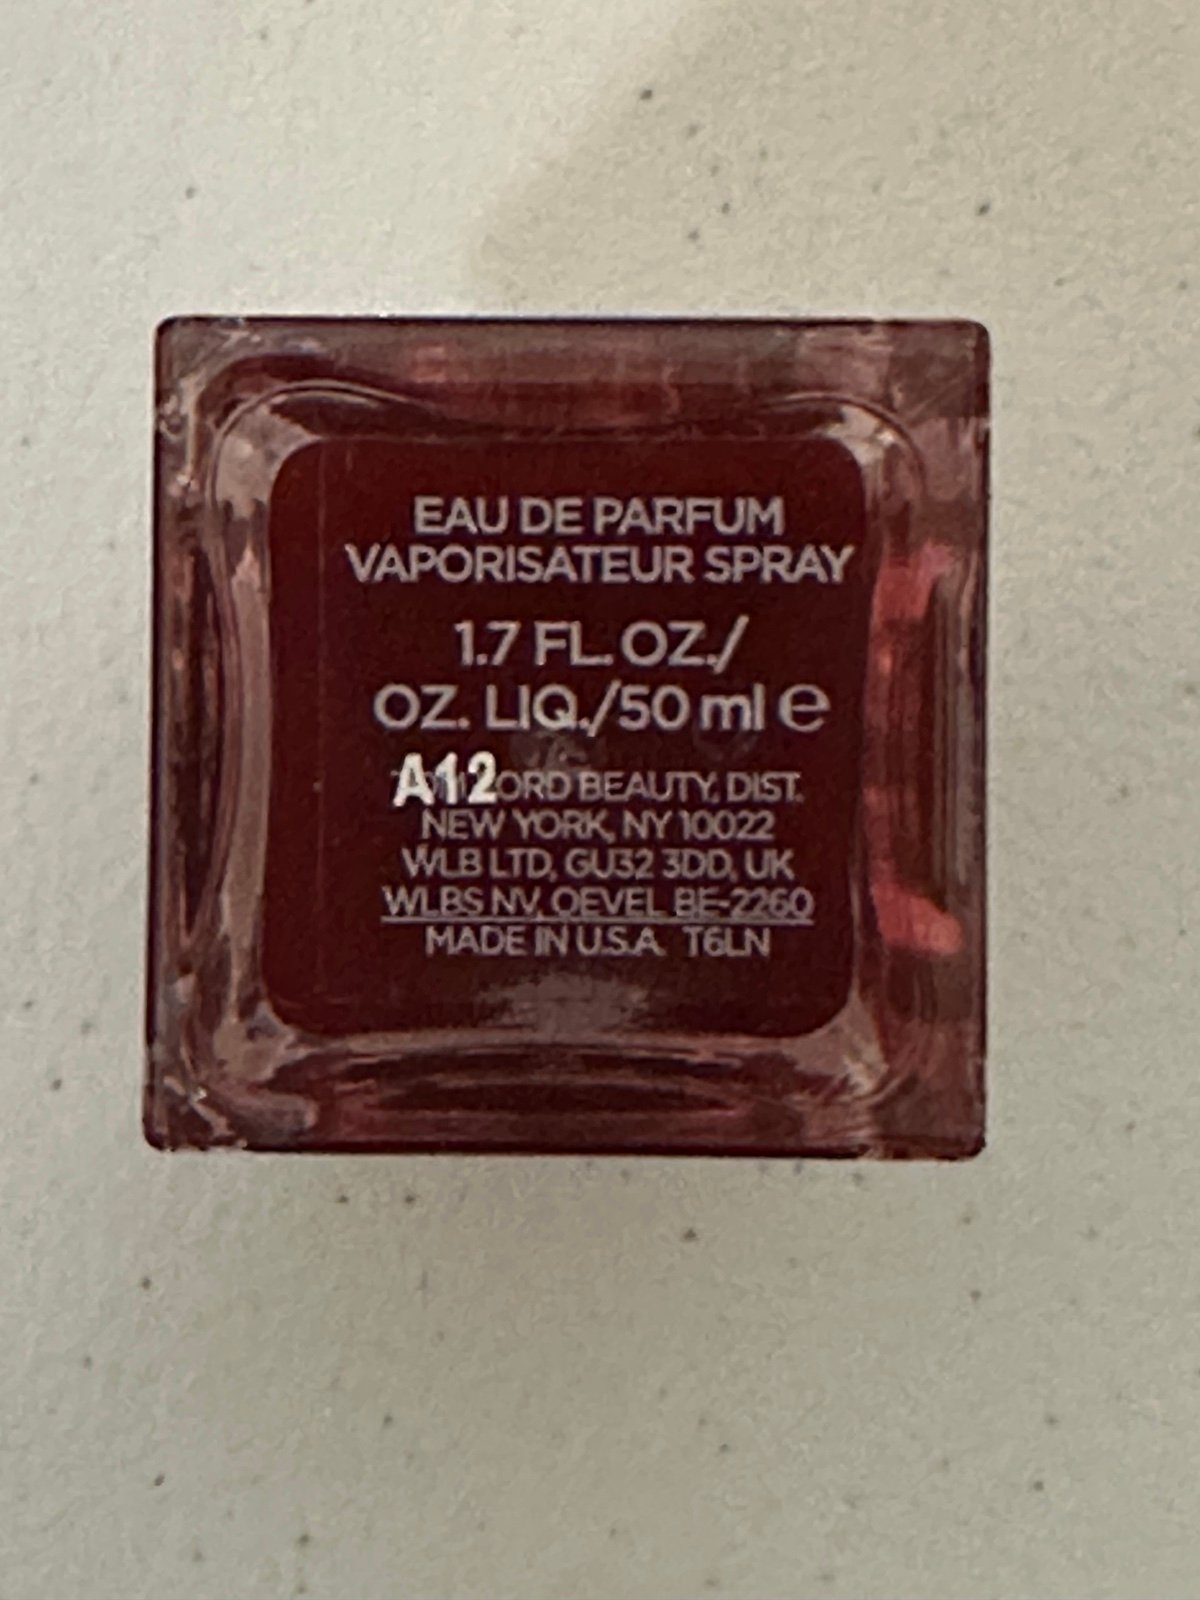 EAU DE PARFUM
VAPORISATEUR SPRAY
1.7 FL. OZ./
OZ. LIQ./50 ml ℮
A12
BEAUTY, DIST.
NEW YORK, NY 10022
WLB LTD, GU32 3DD, UK
WLBS NV, OEVEL BE-2260
MADE IN U.S.A. T6LN